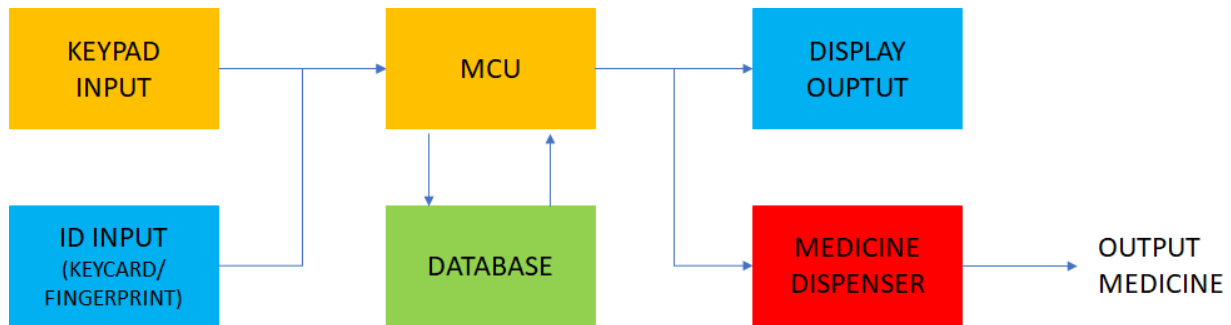 KEYPAD
INPUT
MCU
DISPLAY
OUPTUT
ID INPUT
(KEYCARD/
FINGERPRINT)
DATABASE
MEDICINE
DISPENSER
OUTPUT
MEDICINE